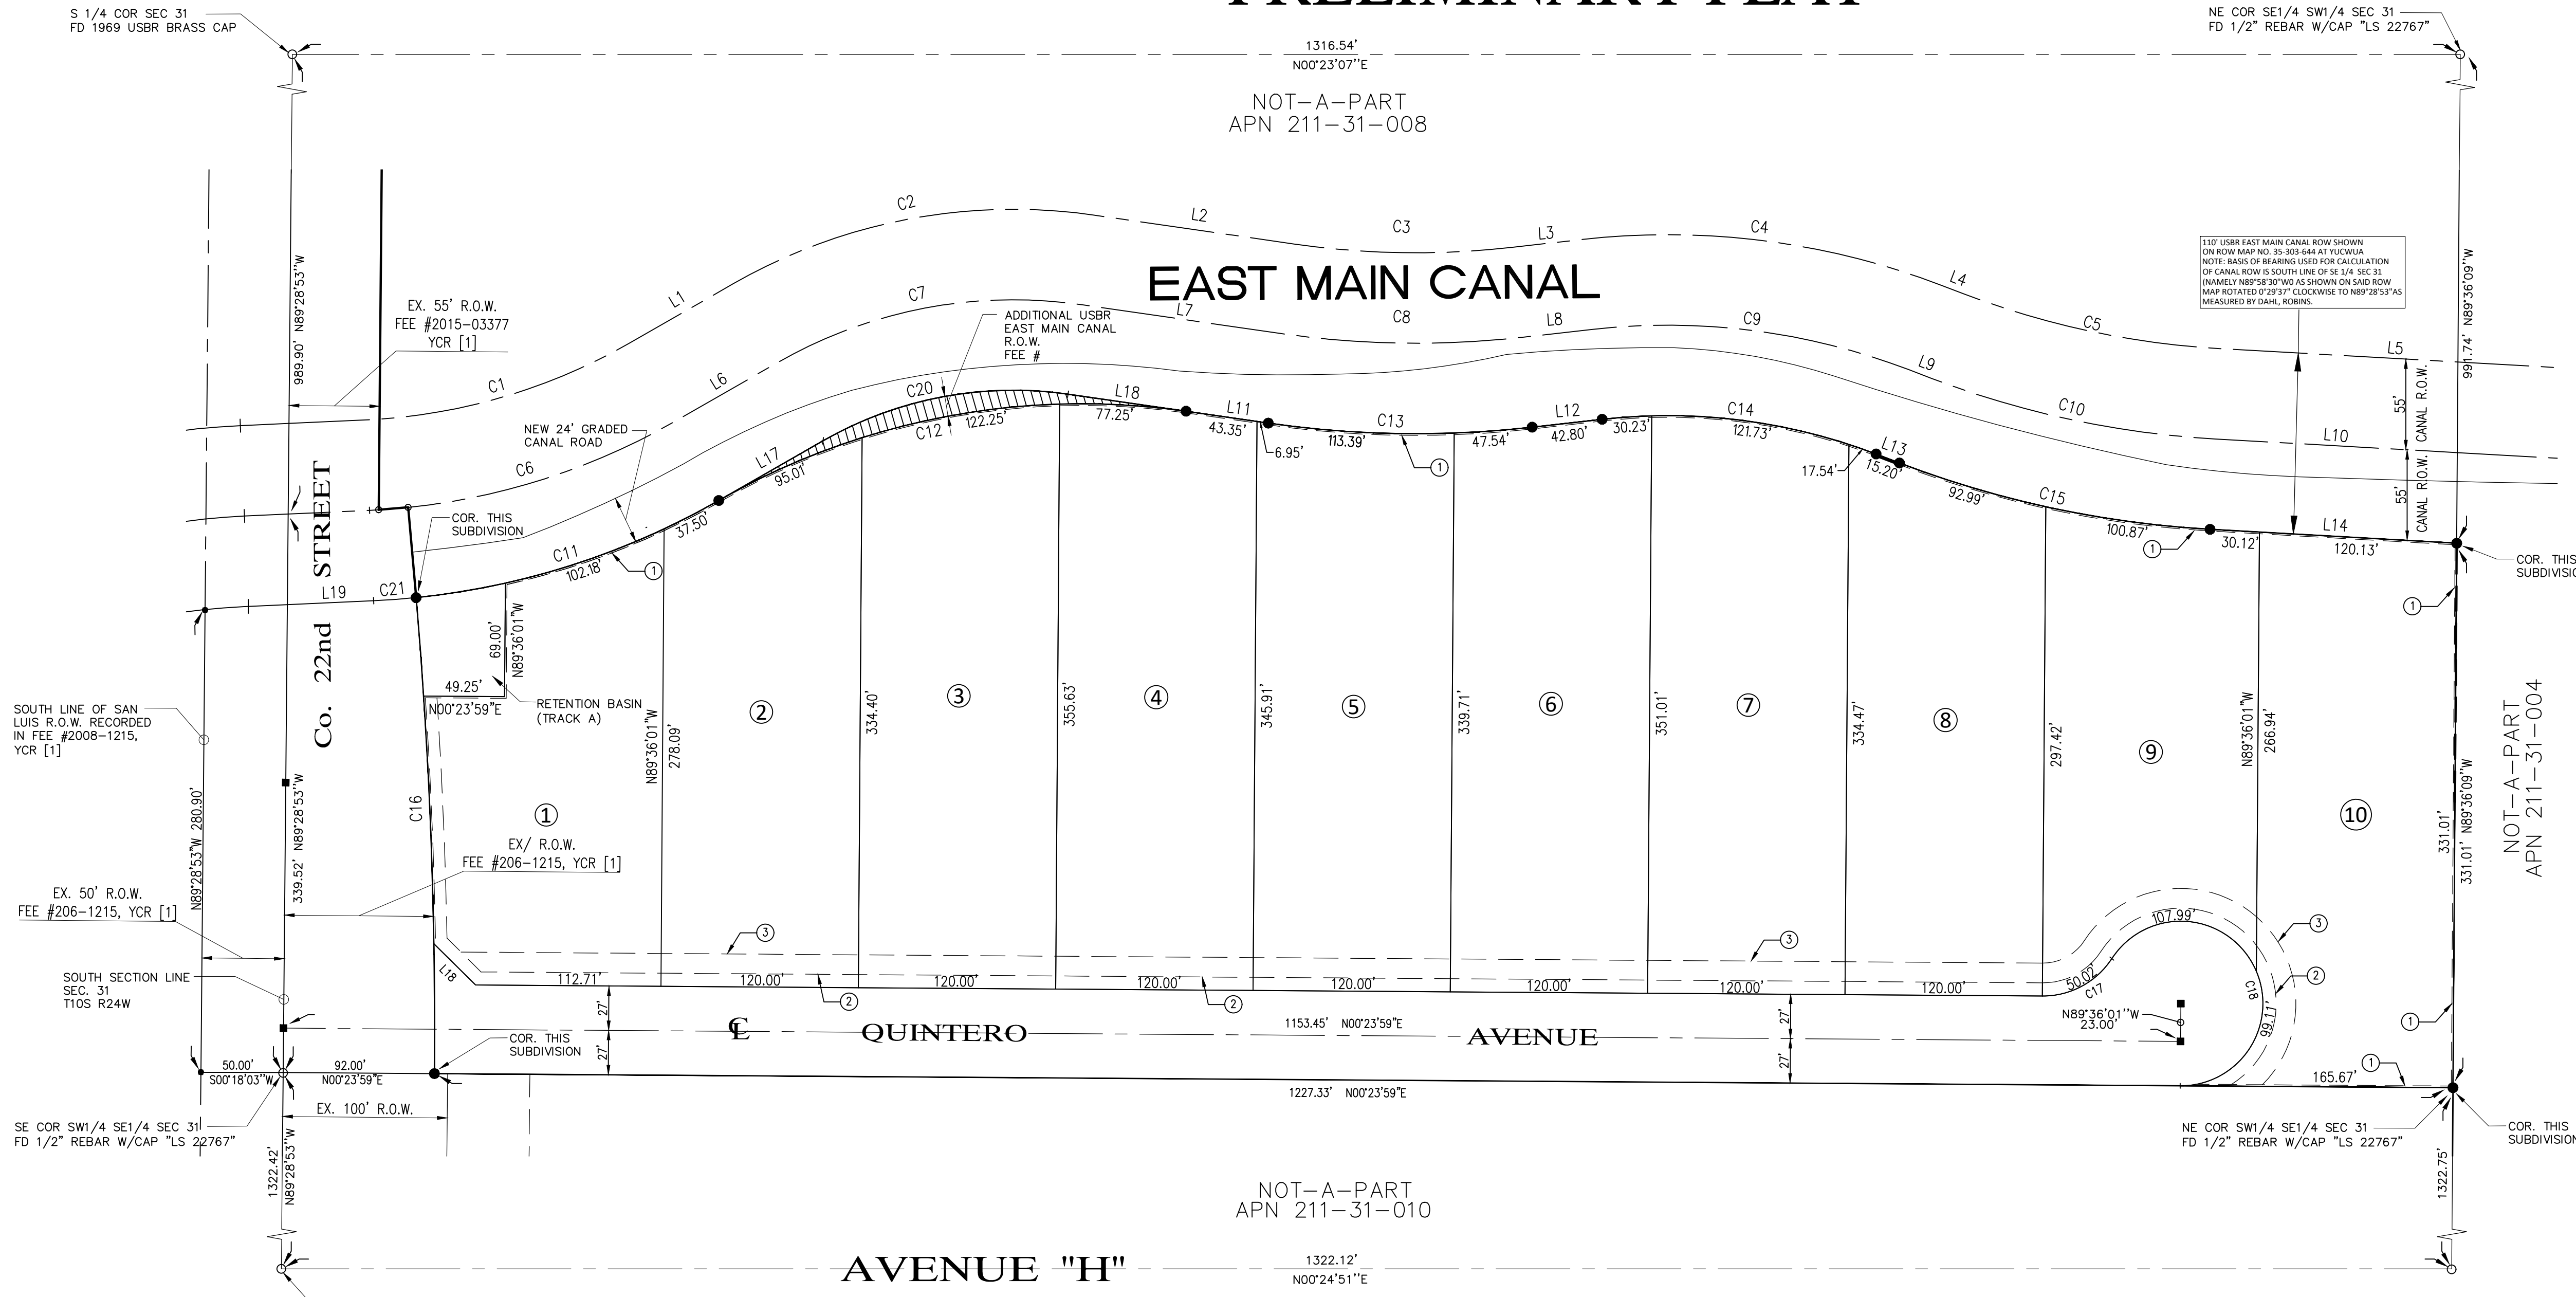 PRELIMINARY PLAT
S 1/4 COR SEC 31
FD 1969 USBR BRASS CAP
NE COR SE1/4 SW1/4 SEC 31
FD 1/2" REBAR W/CAP "LS 22767"
1316.54'
N00°23'07''E
NOT-A-PART
APN 211-31-008
989.90' N89°28'53''W
991.74' N89°36'09''W
EX. 55' R.O.W.
FEE #2015-03377
YCR [1]
C1
L1
C2
L2
C3
L3
C4
L4
C5
L5
EAST MAIN CANAL
110' USBR EAST MAIN CANAL ROW SHOWN
ON ROW MAP NO. 35-303-644 AT YUCWUA
NOTE: BASIS OF BEARING USED FOR CALCULATION
OF CANAL ROW IS SOUTH LINE OF SE 1/4 SEC 31
(NAMELY N89°58'30"W0 AS SHOWN ON SAID ROW
MAP ROTATED 0°29'37" CLOCKWISE TO N89°28'53"AS
MEASURED BY DAHL, ROBINS.
C6
L6
C7
L7
C8
L8
C9
L9
C10
L10
ADDITIONAL USBR
EAST MAIN CANAL
R.O.W.
FEE #
55'
CANAL R.O.W.
55'
CANAL R.O.W.
NEW 24' GRADED
CANAL ROAD
COR. THIS
SUBDIVISION
L19
C21
C11
102.18'
1
37.50'
L17
95.01'
C20
C12
122.25'
L18
77.25'
L11
43.35'
6.95'
C13
113.39'
1
47.54'
L12
42.80'
30.23'
C14
121.73'
17.54'
L13
15.20'
92.99'
C15
100.87'
1
30.12'
L14
120.13'
COR. THIS
SUBDIVISION
1
Co. 22nd STREET
69.00'
N89°36'01''W
49.25'
N00°23'59"E
RETENTION BASIN
(TRACK A)
SOUTH LINE OF SAN
LUIS R.O.W. RECORDED
IN FEE #2008-1215,
YCR [1]
N89°28'53"W 280.90'
339.52' N89°28'53''W
C16
1
N89°36'01"W
278.09'
2
334.40'
3
355.63'
4
345.91'
5
339.71'
6
351.01'
7
334.47'
8
297.42'
9
N89°36'01"W
266.94'
10
331.01'
331.01' N89°36'09''W
NOT-A-PART
APN 211-31-004
EX/ R.O.W.
FEE #206-1215, YCR [1]
EX. 50' R.O.W.
FEE #206-1215, YCR [1]
SOUTH SECTION LINE
SEC. 31
T10S R24W
L18
3
3
107.99'
3
112.71'
120.00'
2
120.00'
120.00'
2
120.00'
120.00'
120.00'
120.00'
50.02'
C17
C18
99.11'
2
N89°36'01''W
23.00'
1
27'
27'
CL
QUINTERO
1153.45' N00°23'59"E
AVENUE
27'
27'
COR. THIS
SUBDIVISION
50.00'
S00°18'03''W
92.00'
N00°23'59"E
1227.33' N00°23'59"E
165.67'
1
EX. 100' R.O.W.
SE COR SW1/4 SE1/4 SEC 31
FD 1/2" REBAR W/CAP "LS 22767"
NE COR SW1/4 SE1/4 SEC 31
FD 1/2" REBAR W/CAP "LS 22767"
COR. THIS
SUBDIVISION
1322.42'
N89°28'53''W
1322.75'
NOT-A-PART
APN 211-31-010
AVENUE "H"
1322.12'
N00°24'51''E